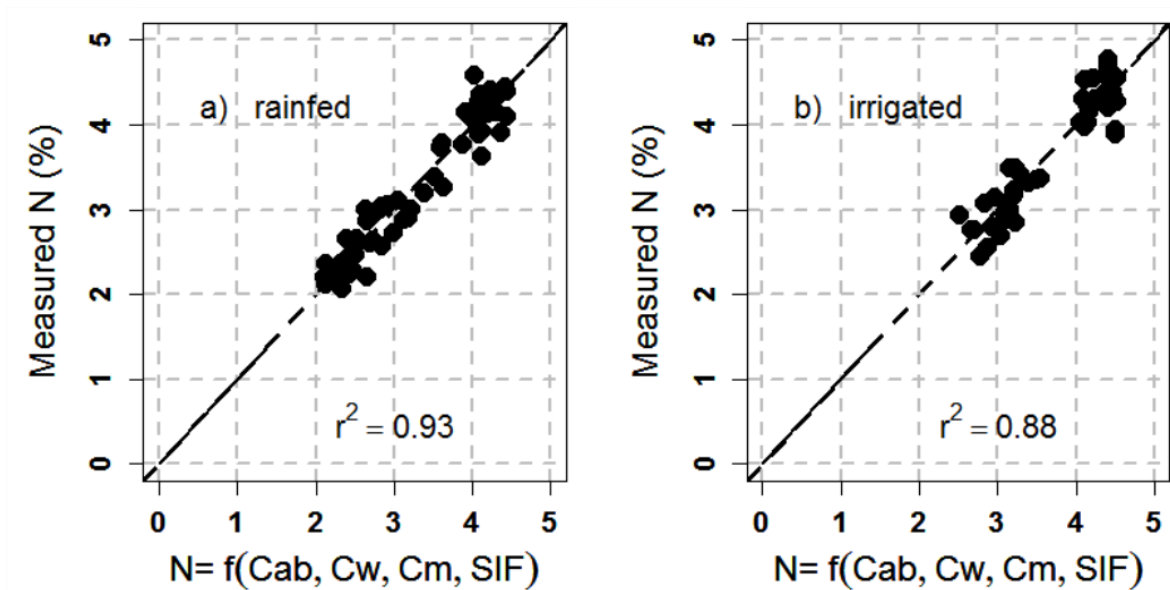 5
4
3
2
1
0
Measured N (%)
a) rainfed
r² = 0.93
0 1 2 3 4 5
N= f(Cab, Cw, Cm, SIF)
5
4
3
2
1
0
Measured N (%)
b) irrigated
r² = 0.88
0 1 2 3 4 5
N= f(Cab, Cw, Cm, SIF)